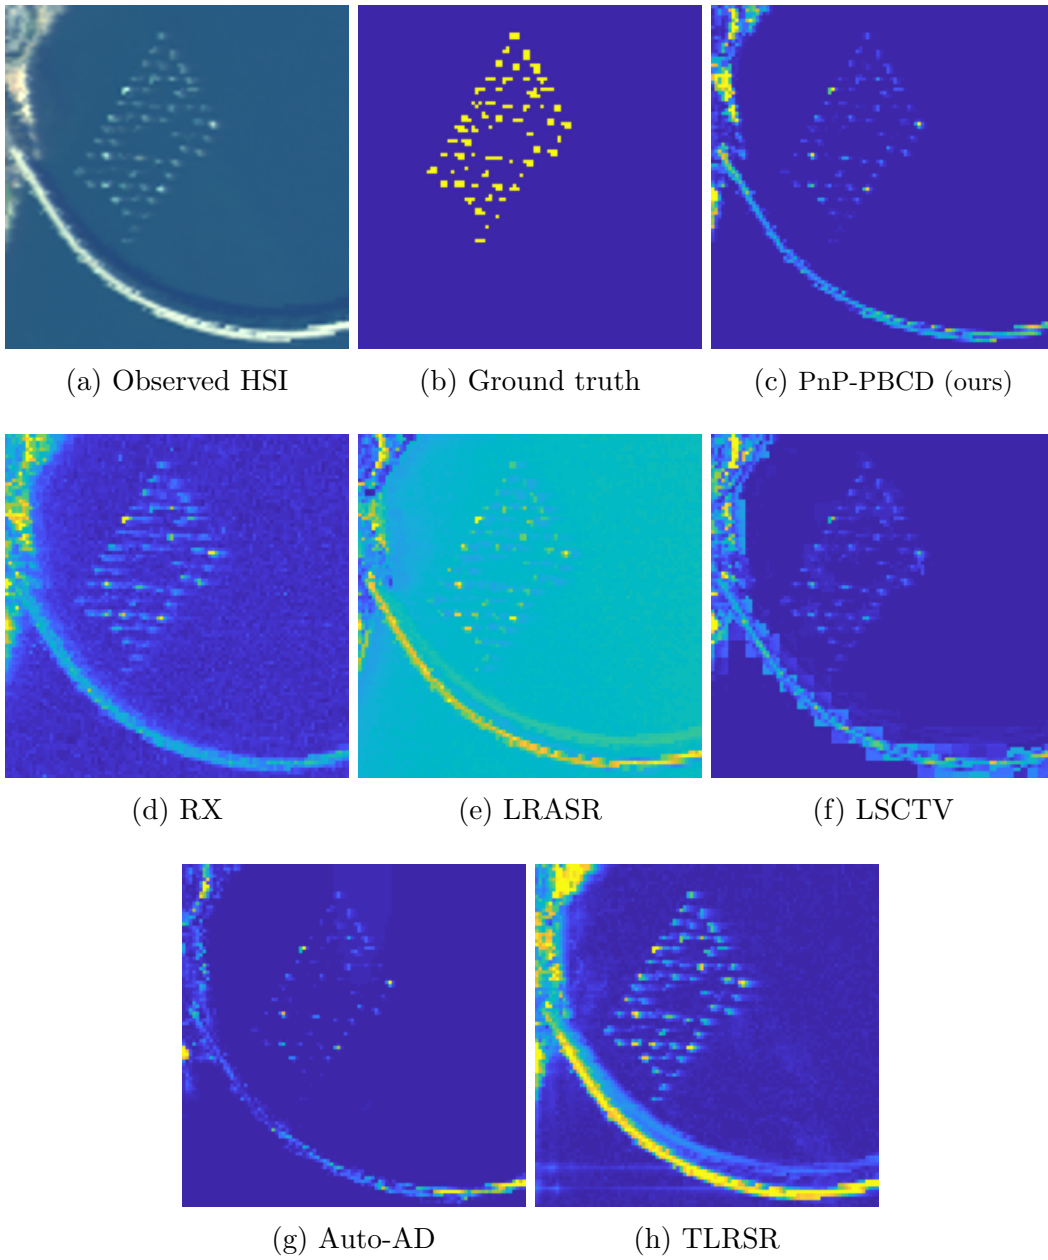 (a) Observed HSI
(b) Ground truth
(c) PnP-PBCD (ours)
(d) RX
(e) LRASR
(f) LSCTV
(g) Auto-AD
(h) TLRSR